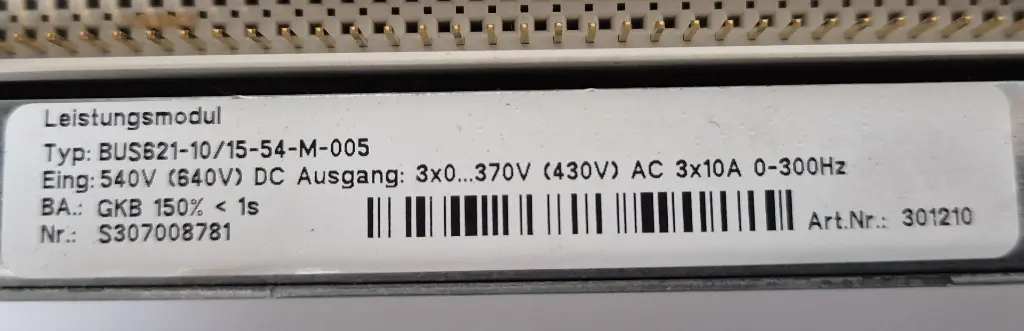 Leistungsmodul
Typ: BUS621-10/15-54-M-005
Eing: 540V (640V) DC Ausgang: 3x0...370V (430V) AC 3x10A 0-300Hz
BA.: GKB 150% < 1s
Nr.: S307008781
Art.Nr.: 301210